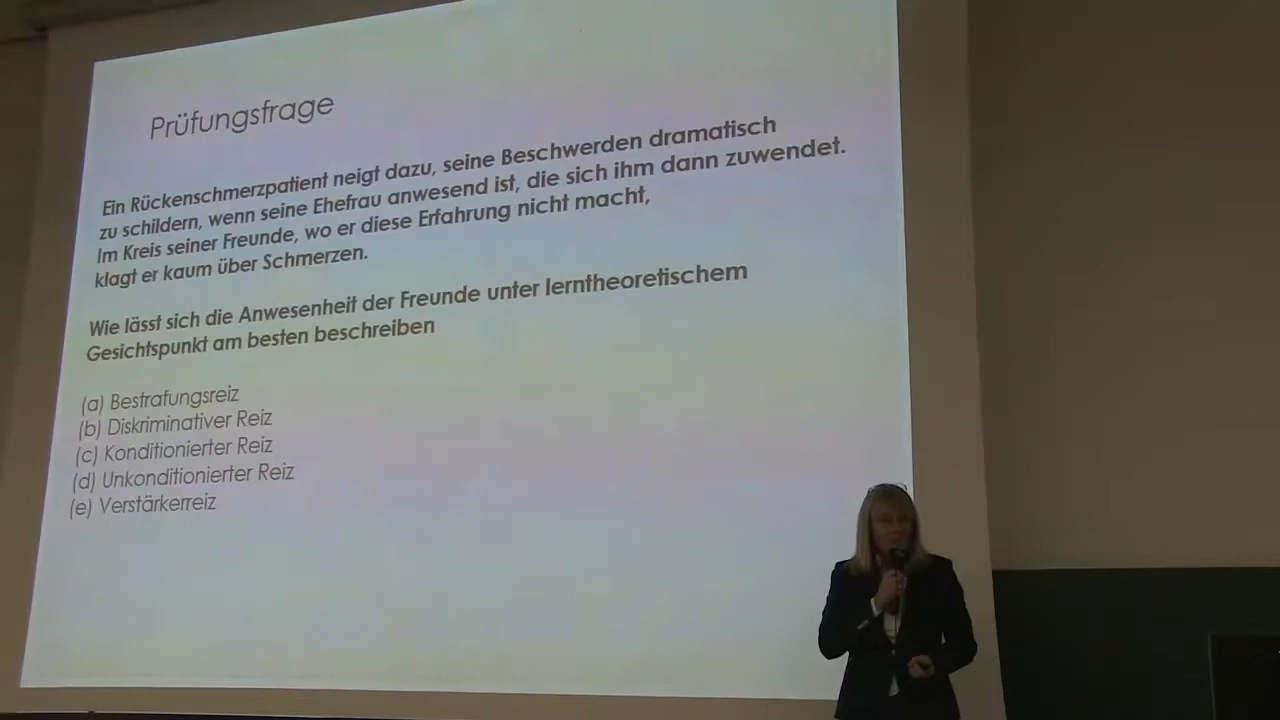 Prüfungsfrage
Ein Rückenschmerzpatient neigt dazu, seine Beschwerden dramatisch
zu schildern, wenn seine Ehefrau anwesend ist, die sich ihm dann zuwendet.
Im Kreis seiner Freunde, wo er diese Erfahrung nicht macht,
klagt er kaum über Schmerzen.
Wie lässt sich die Anwesenheit der Freunde unter lerntheoretischem
Gesichtspunkt am besten beschreiben
(a) Bestrafungsreiz
(b) Diskriminativer Reiz
(c) Konditionierter Reiz
(d) Unkonditionierter Reiz
(e) Verstärkerreiz